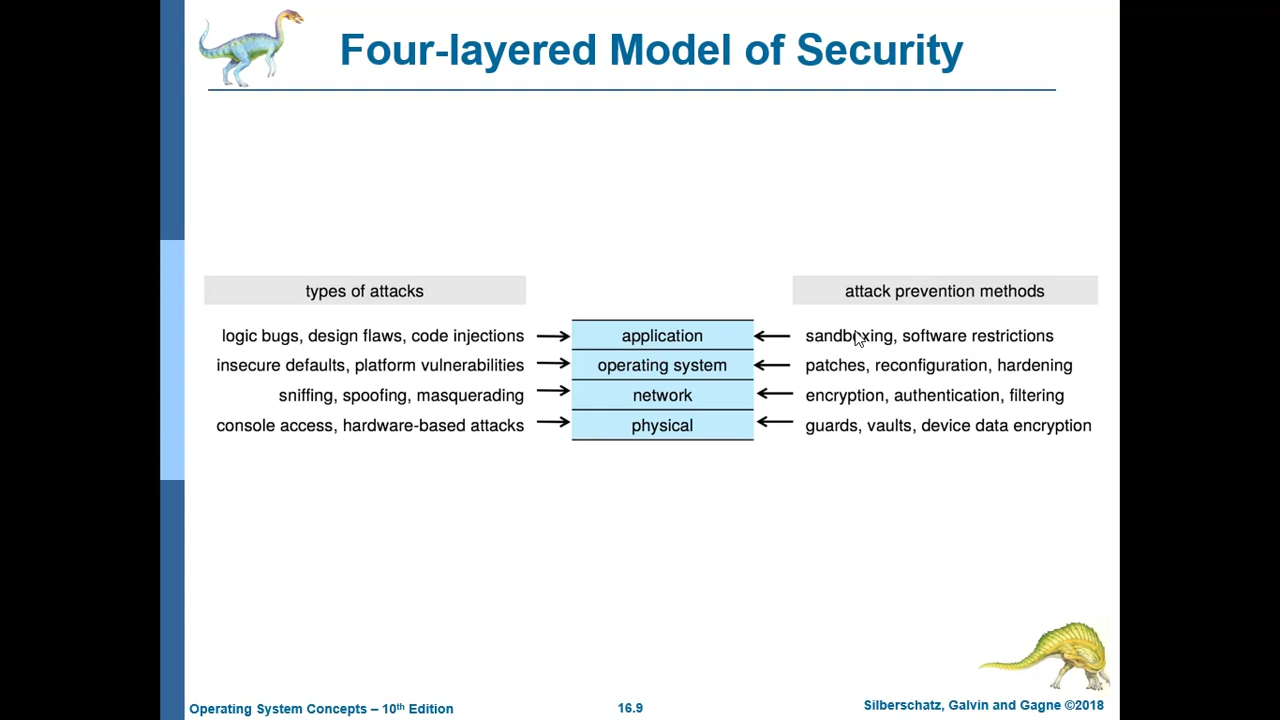 Four-layered Model of Security
types of attacks
attack prevention methods
logic bugs, design flaws, code injections
application
sandboxing, software restrictions
insecure defaults, platform vulnerabilities
operating system
patches, reconfiguration, hardening
sniffing, spoofing, masquerading
network
encryption, authentication, filtering
console access, hardware-based attacks
physical
guards, vaults, device data encryption
Operating System Concepts – 10th Edition
16.9
Silberschatz, Galvin and Gagne ©2018